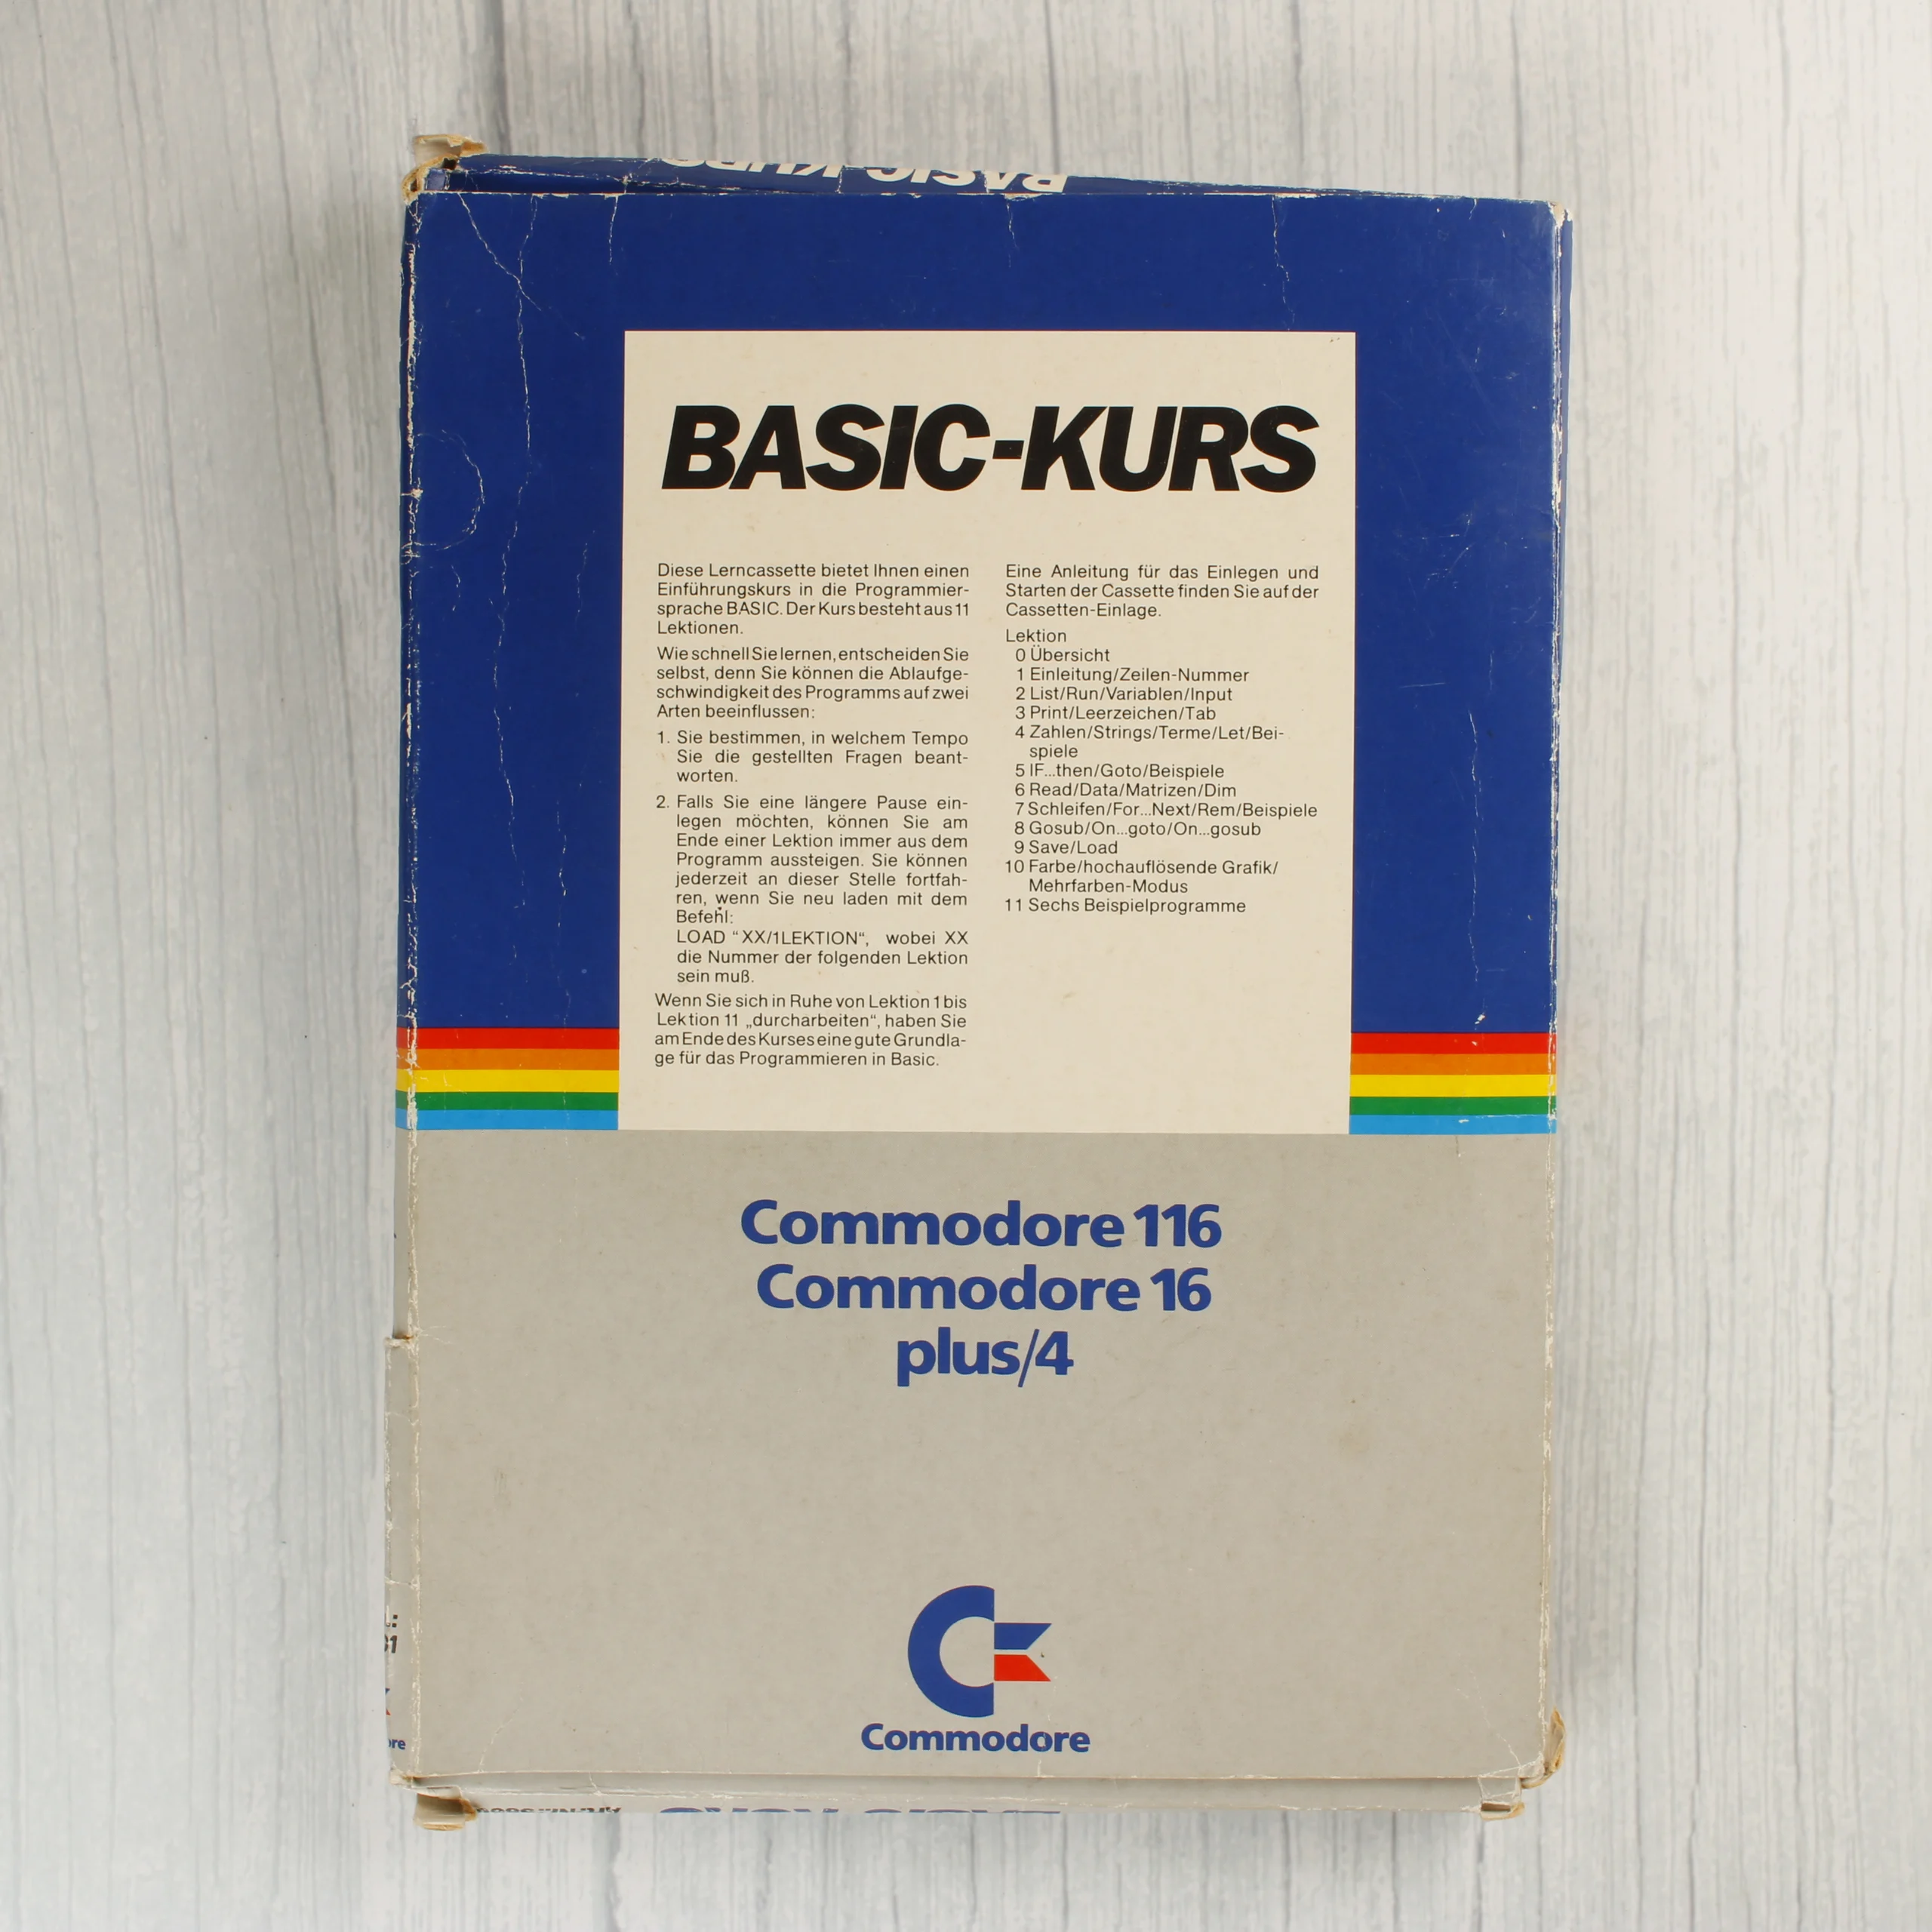 BASIC-KURS
BASIC-KURS
Diese Lerncassette bietet Ihnen einen
Einführungskurs in die Programmier-
sprache BASIC. Der Kurs besteht aus 11
Lektionen.
Wie schnell Sie lernen, entscheiden Sie
selbst, denn Sie können die Ablaufge-
schwindigkeit des Programms auf zwei
Arten beeinflussen:
1. Sie bestimmen, in welchem Tempo
Sie die gestellten Fragen beant-
worten.
2. Falls Sie eine längere Pause ein-
legen möchten, können Sie am
Ende einer Lektion immer aus dem
Programm aussteigen. Sie können
jederzeit an dieser Stelle fortfah-
ren, wenn Sie neu laden mit dem
Befehl:
LOAD “XX/1LEKTION“, wobei XX
die Nummer der folgenden Lektion
sein muß.
Wenn Sie sich in Ruhe von Lektion 1 bis
Lektion 11 „durcharbeiten“, haben Sie
am Ende des Kurses eine gute Grundla-
ge für das Programmieren in Basic.
Eine Anleitung für das Einlegen und
Starten der Cassette finden Sie auf der
Cassetten-Einlage.
Lektion
0 Übersicht
1 Einleitung/Zeilen-Nummer
2 List/Run/Variablen/Input
3 Print/Leerzeichen/Tab
4 Zahlen/Strings/Terme/Let/Bei-
spiele
5 IF...then/Goto/Beispiele
6 Read/Data/Matrizen/Dim
7 Schleifen/For...Next/Rem/Beispiele
8 Gosub/On...goto/On...gosub
9 Save/Load
10 Farbe/hochauflösende Grafik/
Mehrfarben-Modus
11 Sechs Beispielprogramme
Commodore 116
Commodore 16
plus/4
Commodore